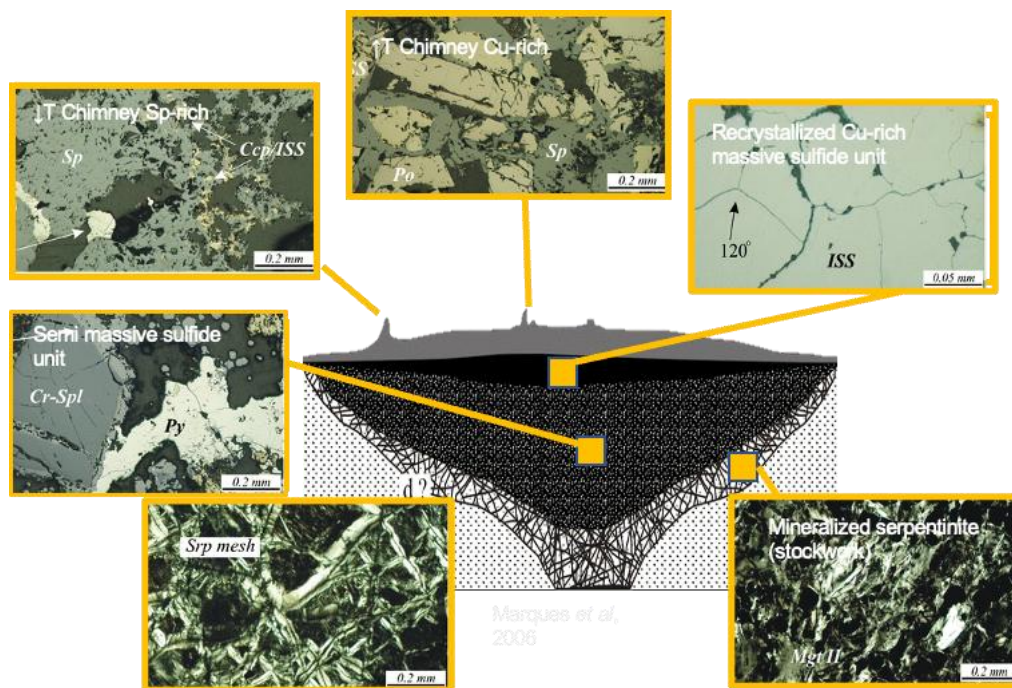 ↑T Chimney Cu-rich
SS
Sp
Po
0.2 mm
↓T Chimney Sp-rich
Sp
Ccp/ISS
0.2 mm
Recrystallized Cu-rich
massive sulfide unit
120°
ISS
0.05 mm
Semi massive sulfide
unit
Cr-Spl
Py
0.2 mm
d?
Srp mesh
0.2 mm
Mineralized serpentinite
(stockwork)
Mgt II
0.2 mm
Marques et al,
2006